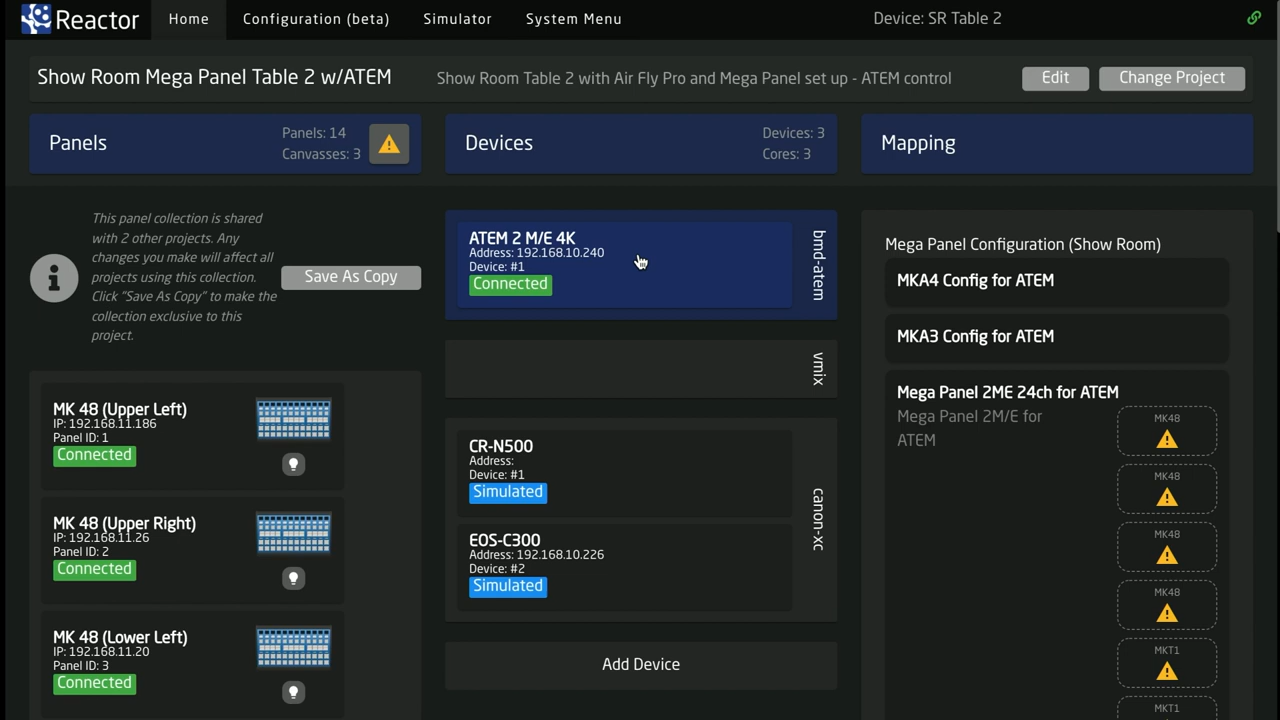 Reactor
Home
Configuration (beta)
Simulator
System Menu
Device: SR Table 2
Show Room Mega Panel Table 2 w/ATEM
Show Room Table 2 with Air Fly Pro and Mega Panel set up - ATEM control
Edit
Change Project
Panels
Panels: 14
Canvasses: 3
Devices
Devices: 3
Cores: 3
Mapping
This panel collection is shared
with 2 other projects. Any
changes you make will affect all
projects using this collection.
Click "Save As Copy" to make the
collection exclusive to this
project.
Save As Copy
MK 48 (Upper Left)
IP: 192.168.11.186
Panel ID: 1
Connected
MK 48 (Upper Right)
IP: 192.168.11.26
Panel ID: 2
Connected
MK 48 (Lower Left)
IP: 192.168.11.20
Panel ID: 3
Connected
ATEM 2 M/E 4K
Address: 192.168.10.240
Device: #1
Connected
bmd-atem
vmix
CR-N500
Address:
Device: #1
Simulated
EOS-C300
Address: 192.168.10.226
Device: #2
Simulated
canon-xc
Add Device
Mega Panel Configuration (Show Room)
MKA4 Config for ATEM
MKA3 Config for ATEM
Mega Panel 2ME 24ch for ATEM
Mega Panel 2M/E for
ATEM
MK48
MK48
MK48
MK48
MKT1
MKT1